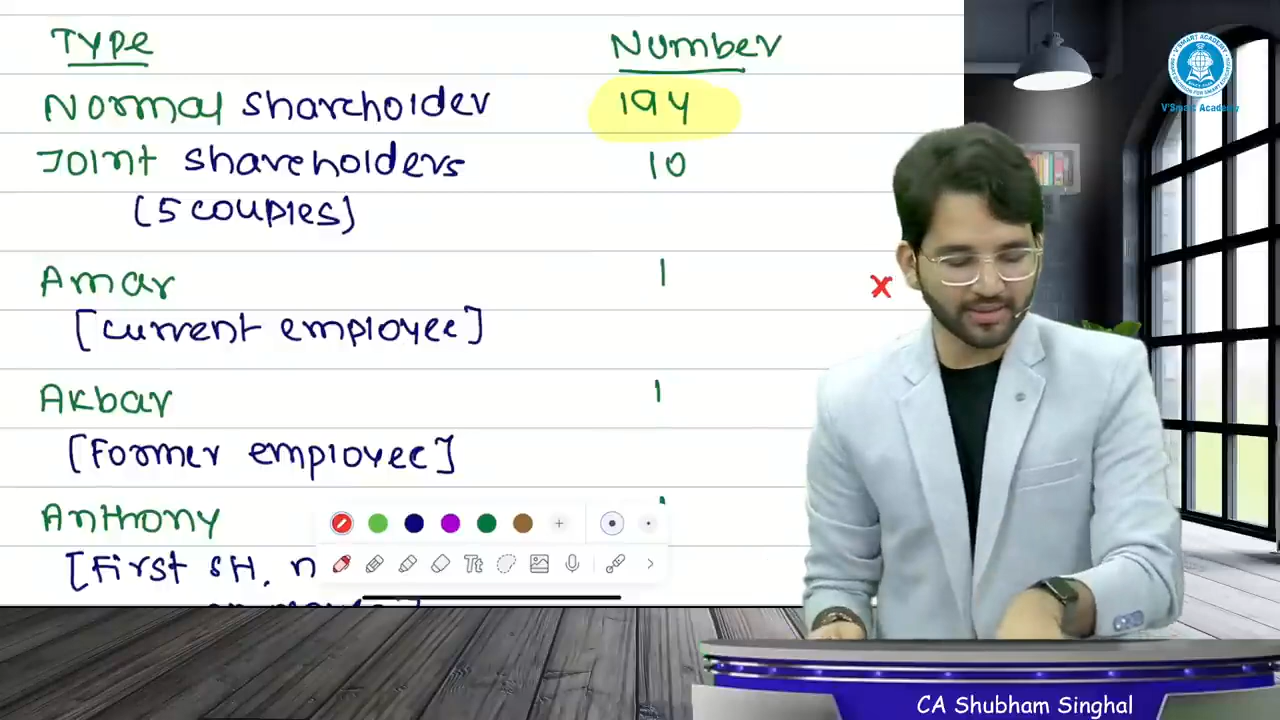 Type Number
Normal Shareholder 194
Joint Shareholders 10
[5 couples]
Amar 1 x
[current employee]
Akbar 1
[Former employee]
Anthony
[First SH, n
Tt
V'Smart Academy
CA Shubham Singhal